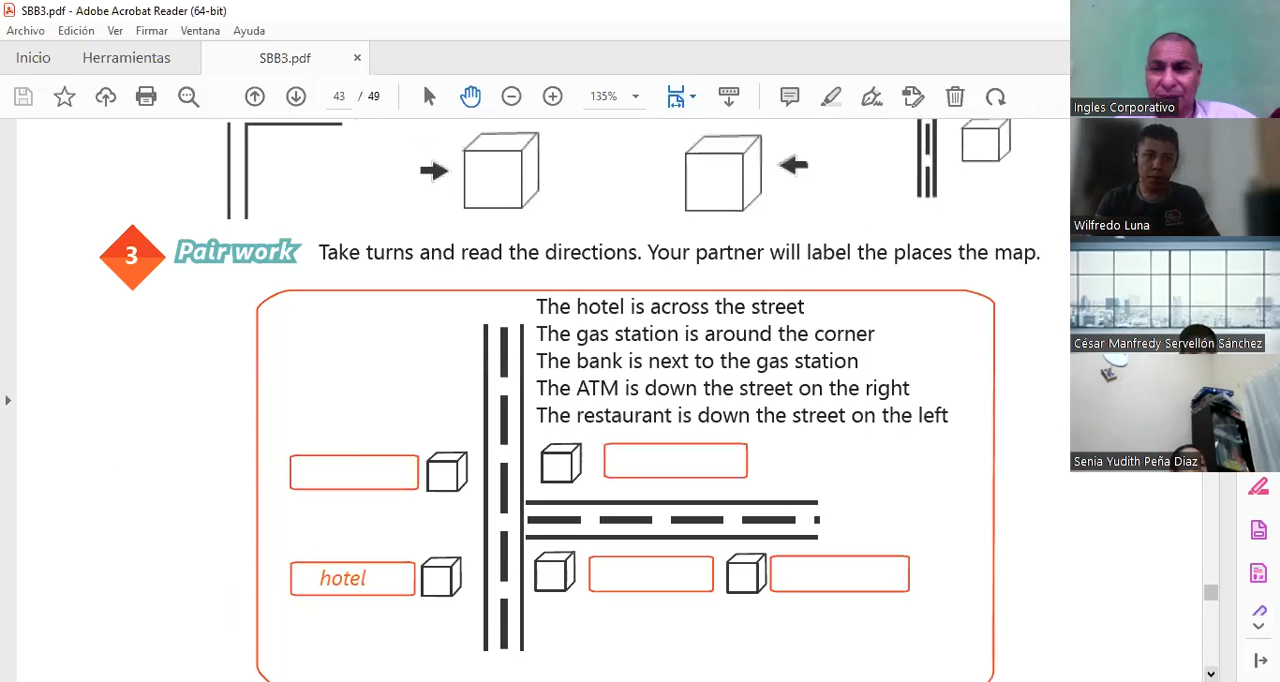 SBB3.pdf - Adobe Acrobat Reader (64-bit)
Archivo Edición Ver Firmar Ventana Ayuda
Inicio Herramientas SBB3.pdf ×
43 / 49 135%
Ingles Corporativo
Wilfredo Luna
César Manfredy Servellón Sánchez
Senia Yudith Peña Diaz
3 Pair work Take turns and read the directions. Your partner will label the places the map.
The hotel is across the street
The gas station is around the corner
The bank is next to the gas station
The ATM is down the street on the right
The restaurant is down the street on the left
hotel